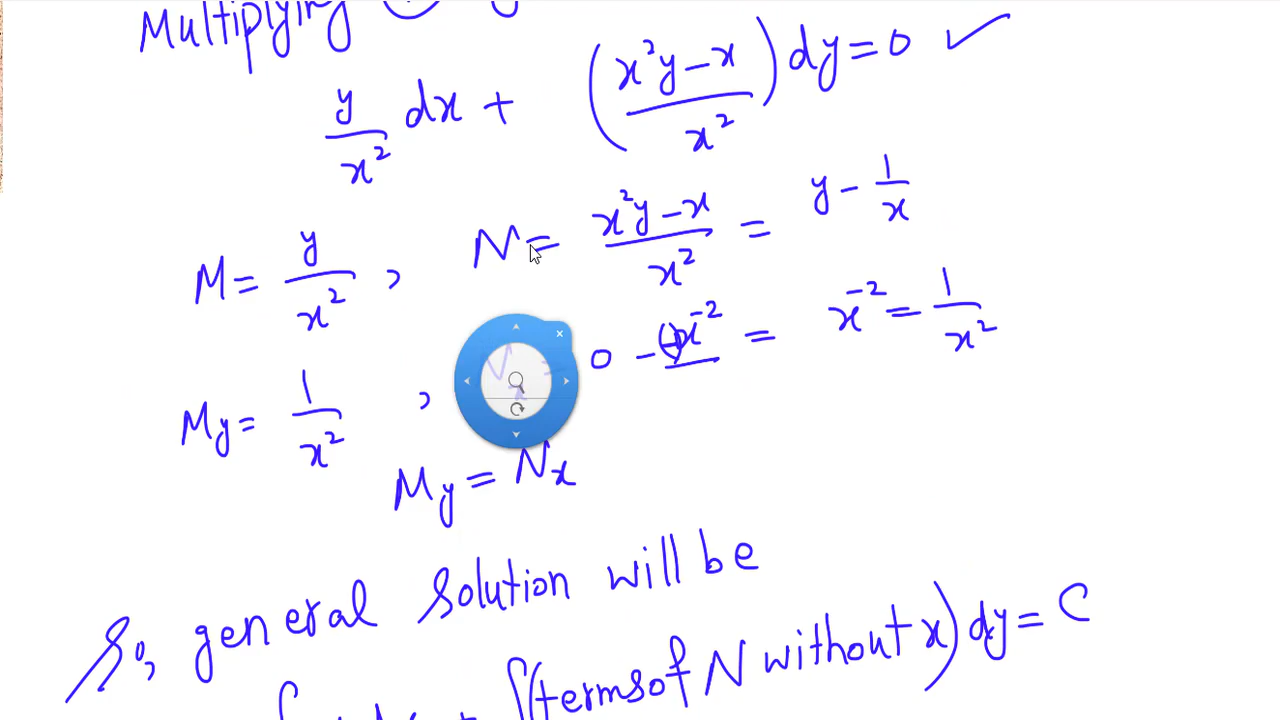 Multiplying
y/x² dx + (x²y-x / x²) dy = 0 ✓
M = y/x² , N = x²y-x / x² = y - 1/x
My = 1/x² , 0 - (-1)x⁻² = x⁻² = 1/x²
My = Nx
So, general solution will be
∫(terms of N without x) dy = C